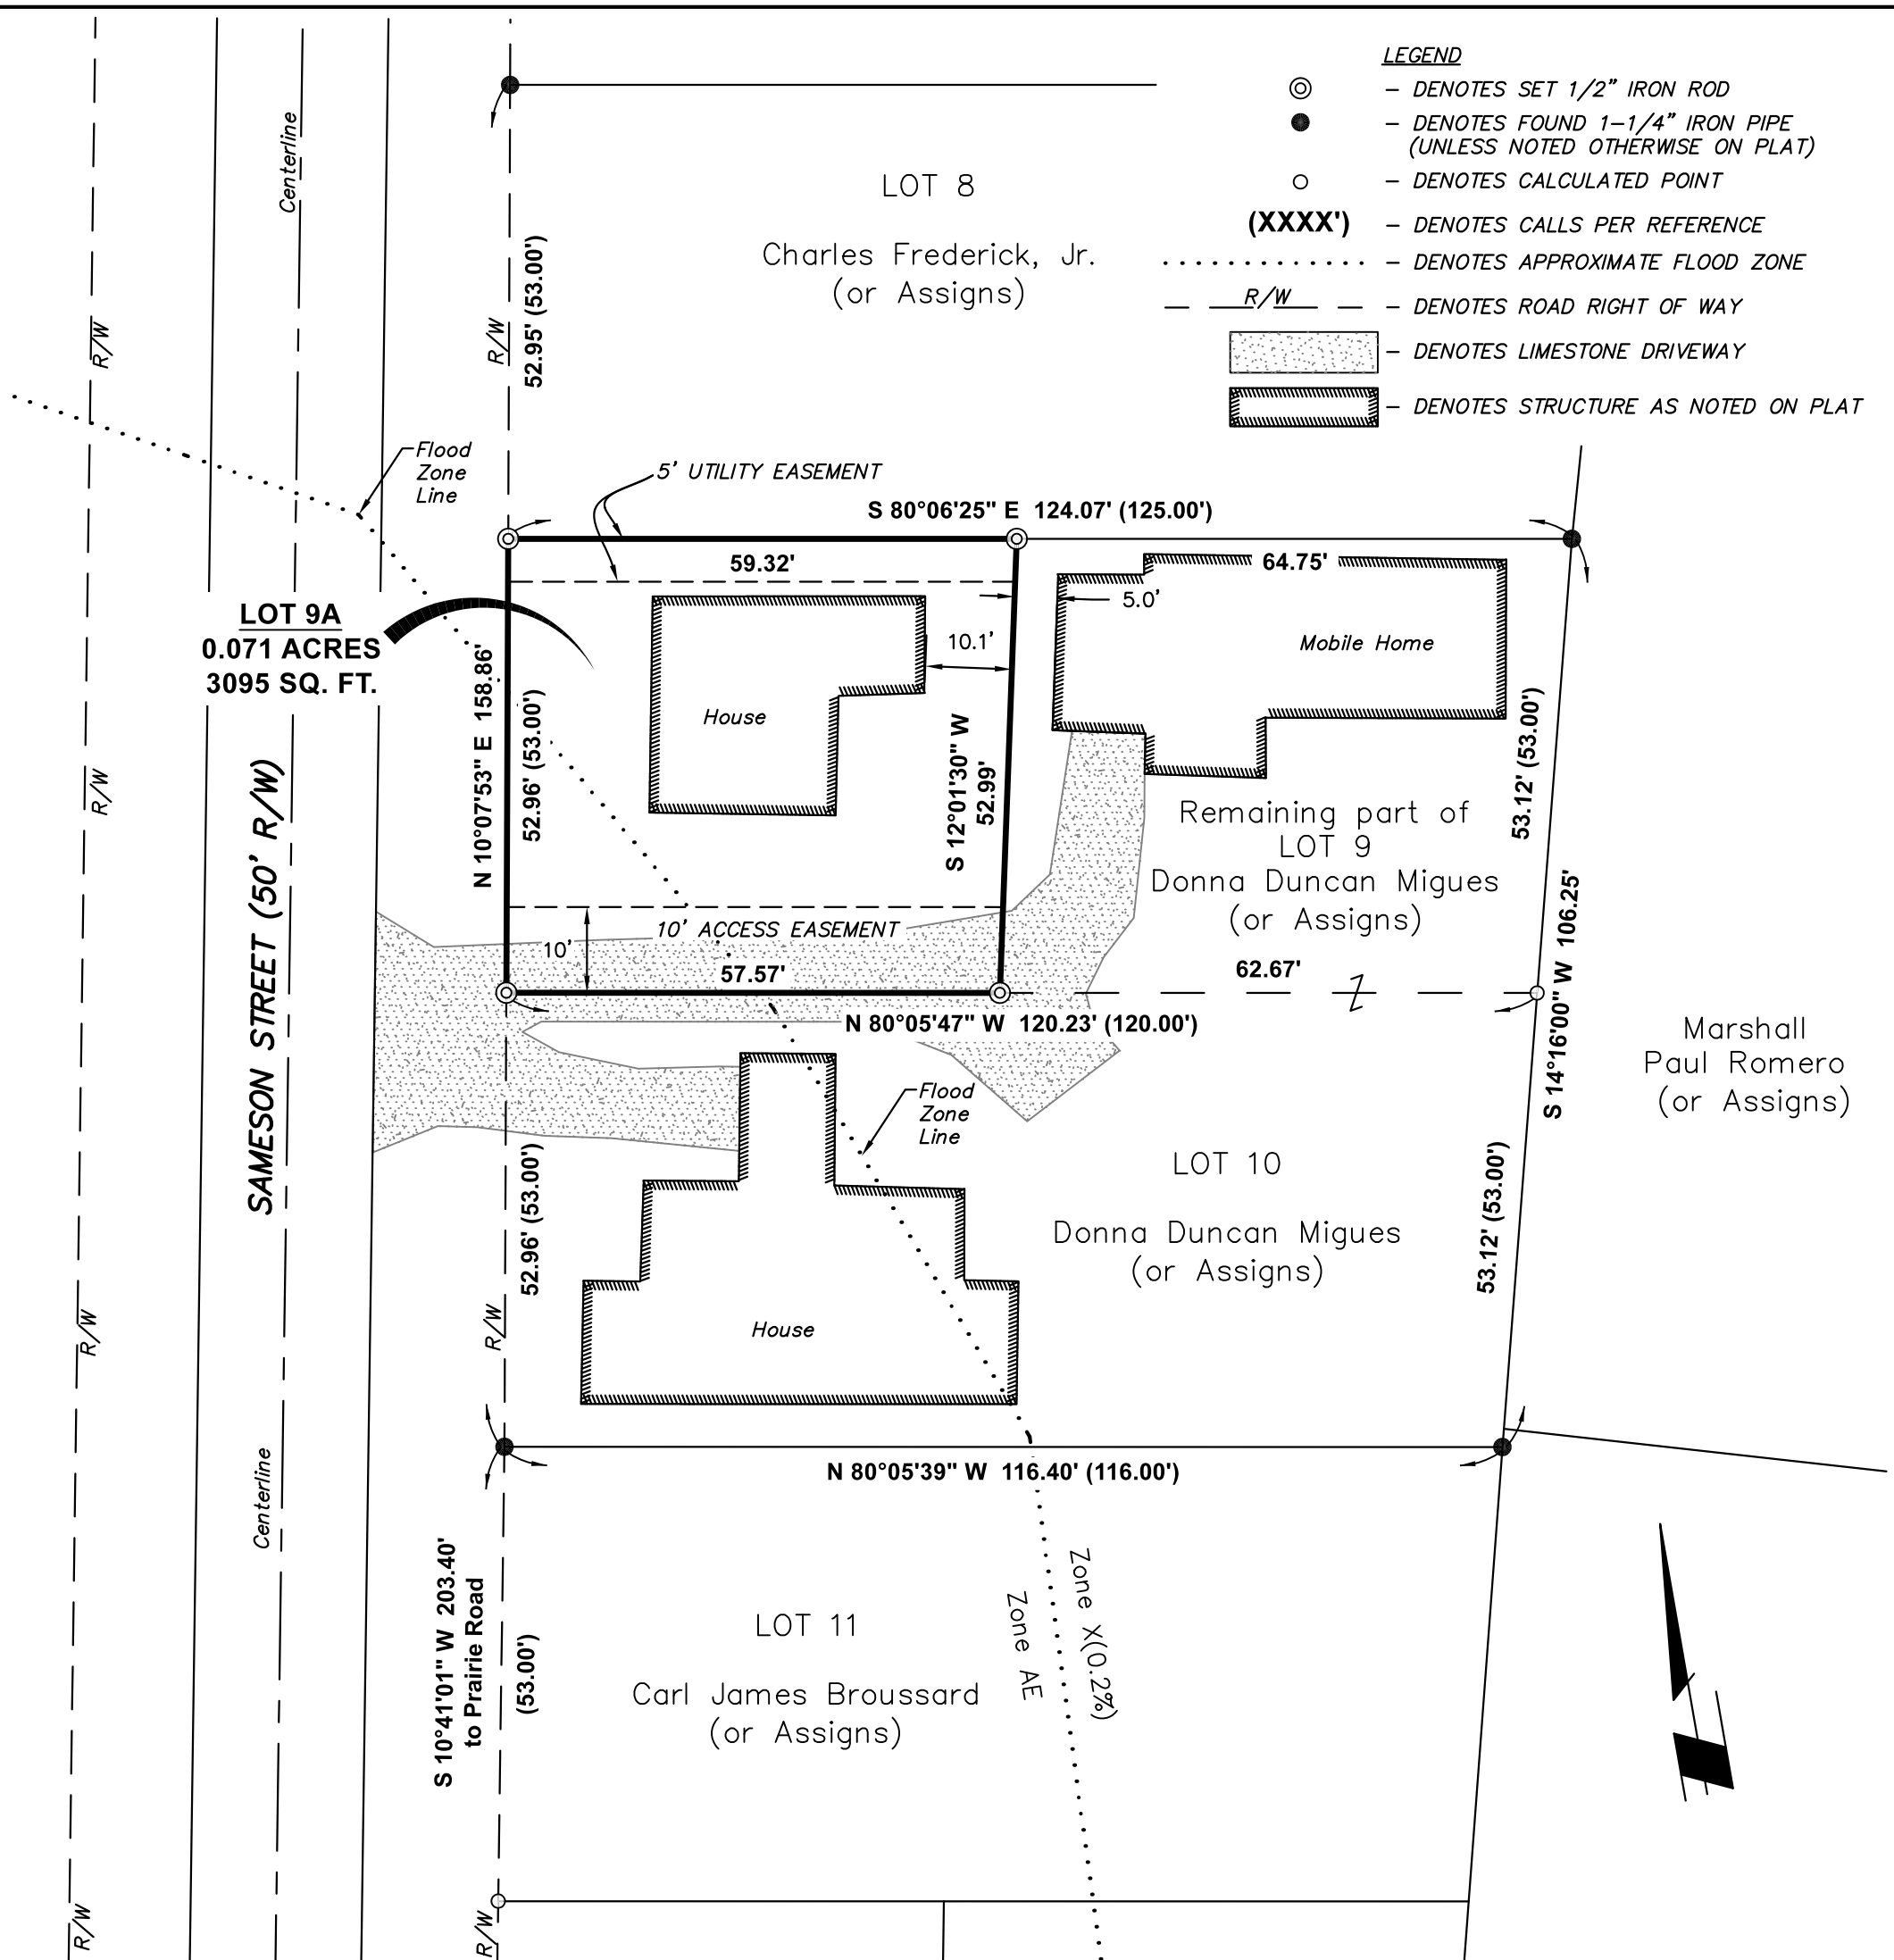 LEGEND
– DENOTES SET 1/2" IRON ROD
– DENOTES FOUND 1–1/4" IRON PIPE
(UNLESS NOTED OTHERWISE ON PLAT)
– DENOTES CALCULATED POINT
(XXXX') – DENOTES CALLS PER REFERENCE
– DENOTES APPROXIMATE FLOOD ZONE
R/W – DENOTES ROAD RIGHT OF WAY
– DENOTES LIMESTONE DRIVEWAY
– DENOTES STRUCTURE AS NOTED ON PLAT
Centerline
R/W
R/W
52.95' (53.00')
LOT 8
Charles Frederick, Jr.
(or Assigns)
Flood
Zone
Line
5' UTILITY EASEMENT
S 80°06'25" E 124.07' (125.00')
59.32'
64.75'
5.0'
10.1'
Mobile Home
LOT 9A
0.071 ACRES
3095 SQ. FT.
House
N 10°07'53" E 158.86'
52.96' (53.00')
S 12°01'30" W
52.99'
53.12' (53.00')
R/W
SAMESON STREET (50' R/W)
Remaining part of
LOT 9
Donna Duncan Migues
(or Assigns)
10' ACCESS EASEMENT
10'
57.57'
62.67'
N 80°05'47" W 120.23' (120.00')
S 14°16'00" W 106.25'
Marshall
Paul Romero
(or Assigns)
Flood
Zone
Line
LOT 10
Donna Duncan Migues
(or Assigns)
52.96' (53.00')
53.12' (53.00')
R/W
R/W
House
Centerline
N 80°05'39" W 116.40' (116.00')
S 10°41'01" W 203.40'
to Prairie Road
(53.00')
LOT 11
Carl James Broussard
(or Assigns)
Zone AE
Zone X(0.2%)
R/W
R/W